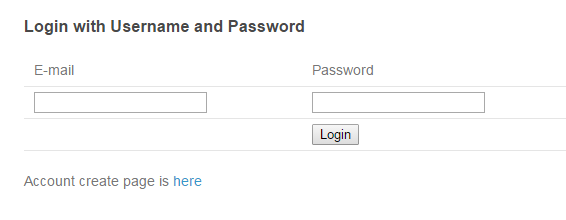 Login with Username and Password
E-mail Password
Login
Account create page is here